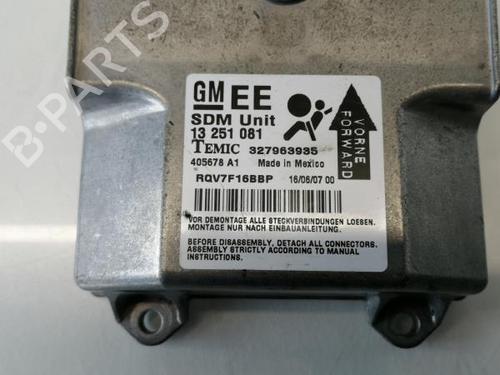 GM EE
SDM Unit
13 251 081
TEMIC 327963935
405678 A1 Made in Mexico
RQV7F16BBP 16/06/07 00
VORNE
FORWARD
VOR DEMONTAGE ALLE STECKVERBINDUNGEN LOESEN.
MONTAGE NUR NACH EINBAUANLEITUNG.
BEFORE DISASSEMBLY, DETACH ALL CONNECTORS.
ASSEMBLY STRICTLY ACCORDING TO MANUAL
INSTRUCTIONS.
B-PARTS